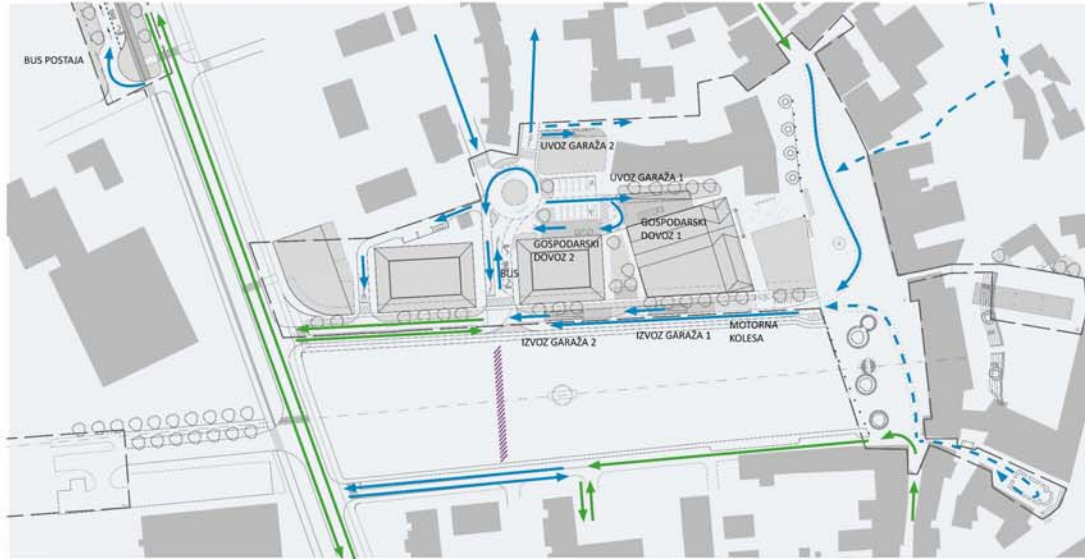 BUS POSTAJA
UVOZ GARAŽA 2
UVOZ GARAŽA 1
GOSPODARSKI
DOVOZ 1
GOSPODARSKI
DOVOZ 2
BUS
IZVOZ GARAŽA 2
IZVOZ GARAŽA 1
MOTORNA
KOLESA